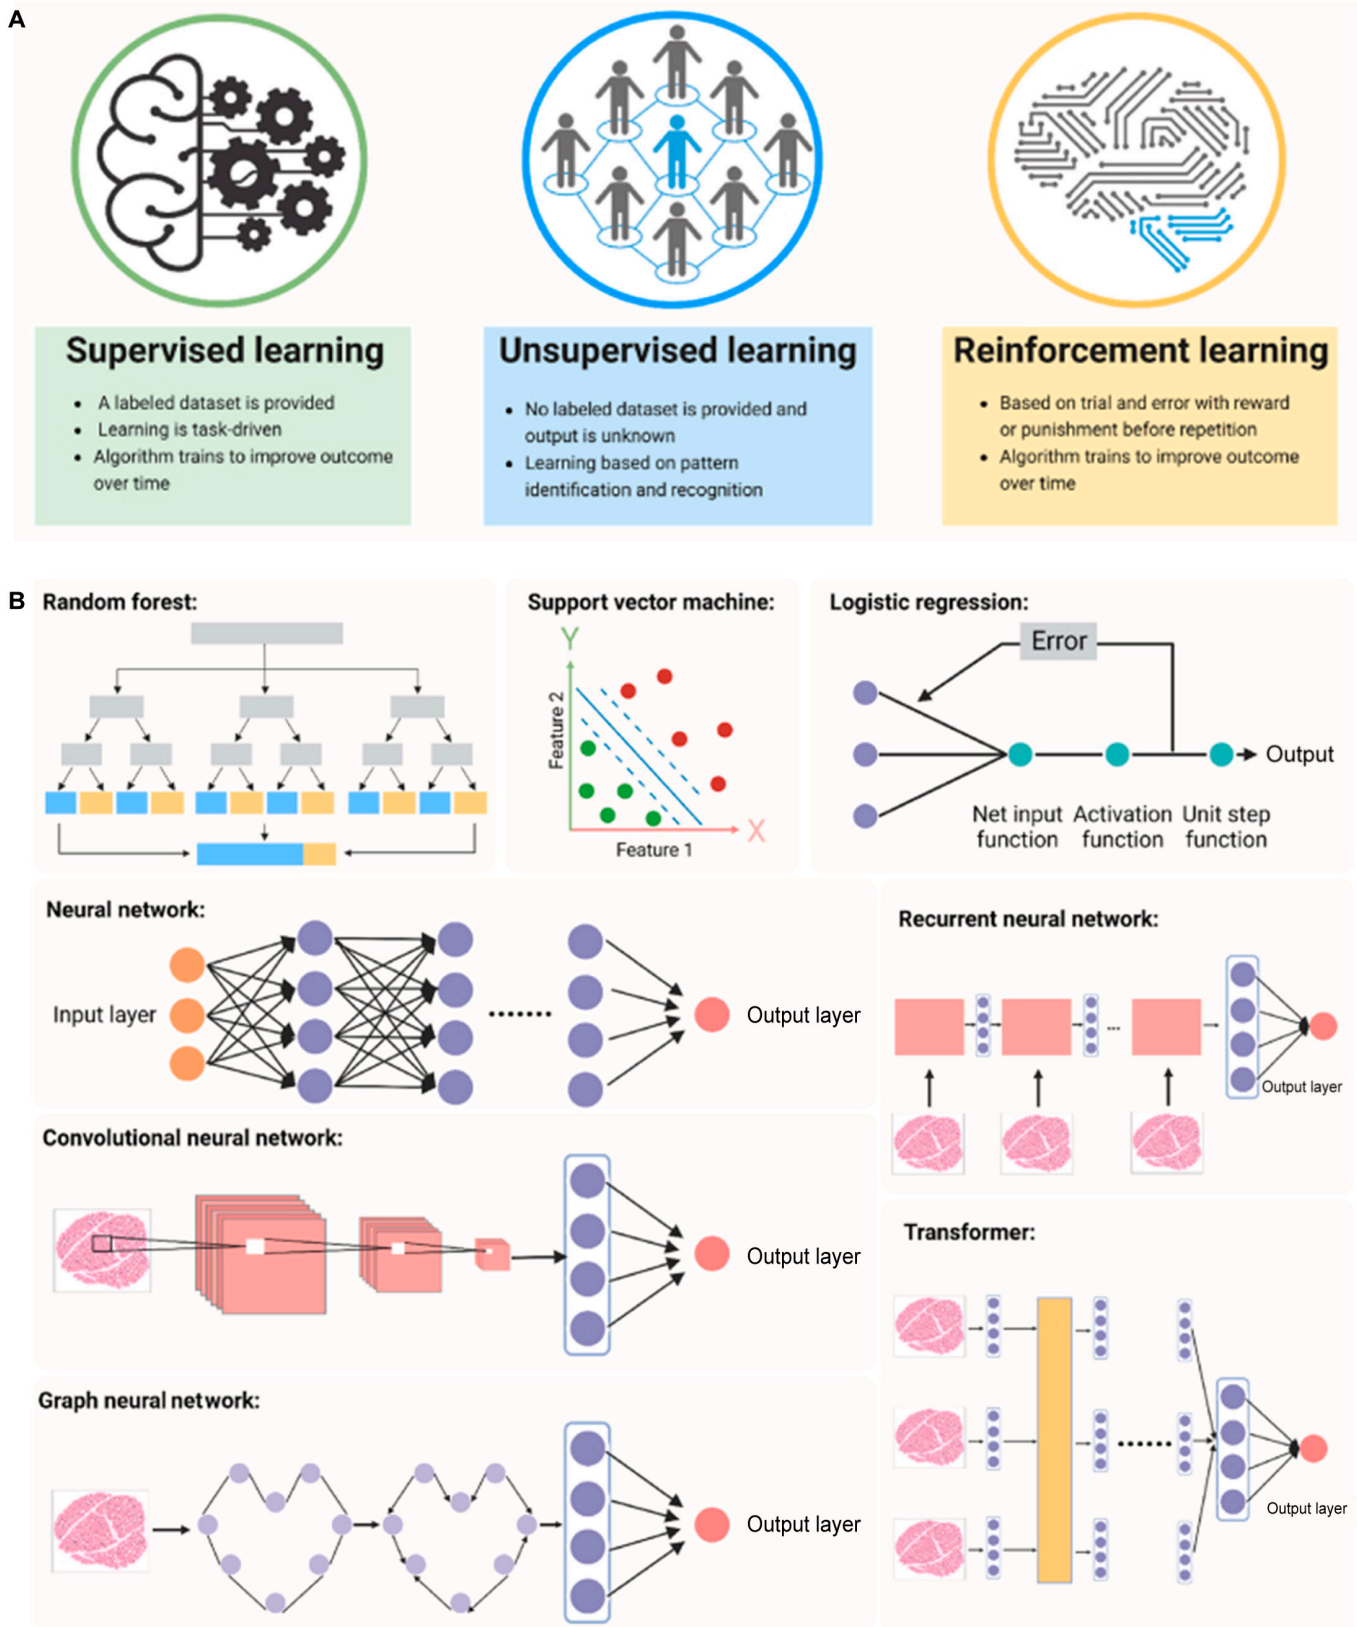 A
Supervised learning
• A labeled dataset is provided
• Learning is task-driven
• Algorithm trains to improve outcome
over time
Unsupervised learning
• No labeled dataset is provided and
output is unknown
• Learning based on pattern
identification and recognition
Reinforcement learning
• Based on trial and error with reward
or punishment before repetition
• Algorithm trains to improve outcome
over time
B
Random forest:
Support vector machine:
Y
Feature 2
X
Feature 1
Logistic regression:
Error
Output
Net input
function
Activation
function
Unit step
function
Neural network:
Input layer
Output layer
Recurrent neural network:
...
Output layer
Convolutional neural network:
Output layer
Transformer:
Output layer
Graph neural network:
Output layer